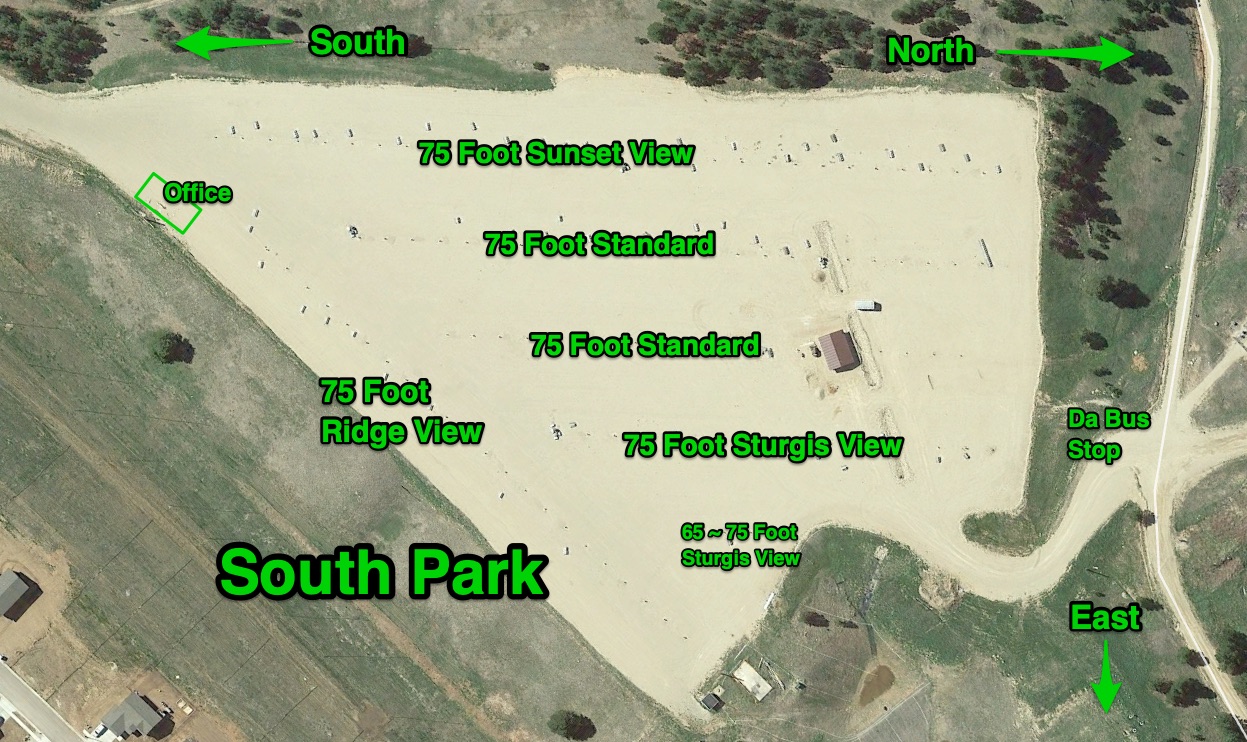 South
North
75 Foot Sunset View
Office
75 Foot Standard
75 Foot Standard
75 Foot
Ridge View
Da Bus
Stop
75 Foot Sturgis View
65 ~ 75 Foot
Sturgis View
South Park
East